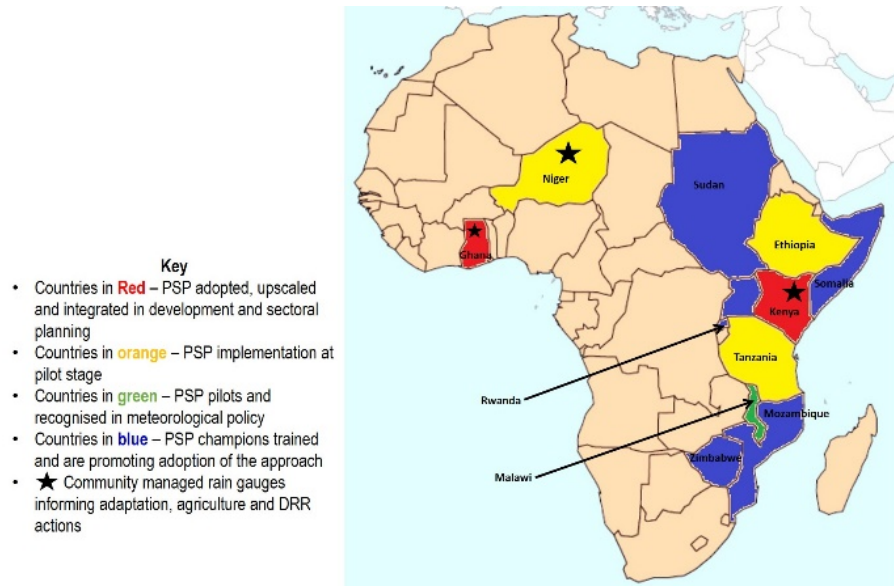 Key
• Countries in Red – PSP adopted, upscaled
and integrated in development and sectoral
planning
• Countries in orange – PSP implementation at
pilot stage
• Countries in green – PSP pilots and
recognised in meteorological policy
• Countries in blue – PSP champions trained
and are promoting adoption of the approach
• ★ Community managed rain gauges
informing adaptation, agriculture and DRR
actions
Niger
Sudan
Ghana
Ethiopia
Somalia
Kenya
Tanzania
Rwanda
Mozambique
Zimbabwe
Malawi